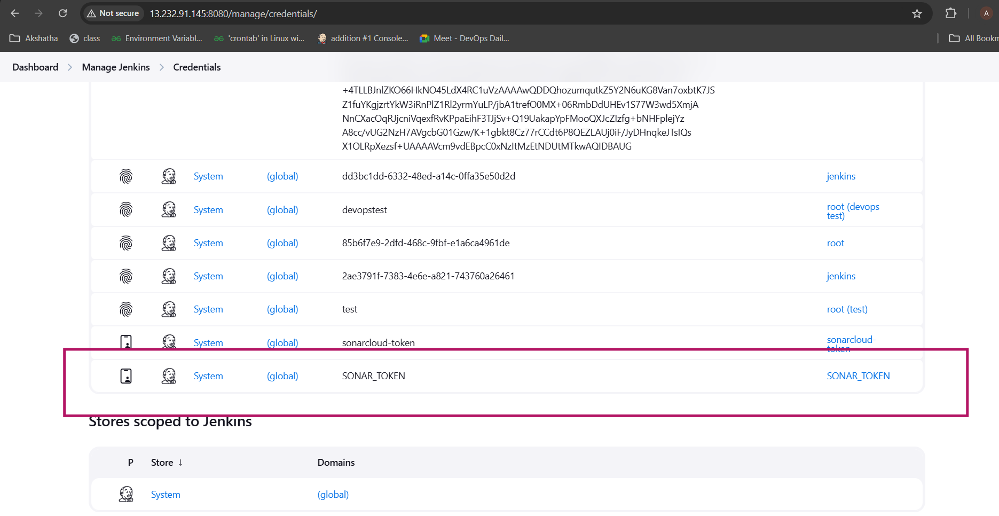 Not secure 13.232.91.145:8080/manage/credentials/ A
Akshatha class Environment Variabl... 'crontab' in Linux wi... addition #1 Console... Meet - DevOps Dail... All Bookm
Dashboard Manage Jenkins Credentials
+4TLLBJnlZKO66HkNO45LdX4RC1uVzAAAAwQDDQhozumqutkZ5Y2N6uKG8Van7oxbtK7JS
Z1fuYKgjzrtYkW3iRnPlZ1Rl2yrmYuLP/jbA1trefO0MX+06RmbDdUHEv1S77W3wd5XmjA
NnCXacOqRJjcniVqexfRvKPpaEihF3TJjSv+Q19UakapYpFMooQXJcZIzfg+bNHFplejYz
A8cc/vUG2NzH7AVgcbG01Gzw/K+1gbkt8Cz77rCCdt6P8QEZLAUj0iF/JyDHnqkeJTsIQs
X1OLRpXezsf+UAAAAVcm9vdEBpcC0xNzItMzEtNDUtMTkwAQIDBAUG
System (global) dd3bc1dd-6332-48ed-a14c-0ffa35e50d2d jenkins
System (global) devopstest root (devops
test)
System (global) 85b6f7e9-2dfd-468c-9fbf-e1a6ca4961de root
System (global) 2ae3791f-7383-4e6e-a821-743760a26461 jenkins
System (global) test root (test)
System (global) sonarcloud-token sonarcloud-
token
System (global) SONAR_TOKEN SONAR_TOKEN
Stores scoped to Jenkins
P Store ↓ Domains
System (global)